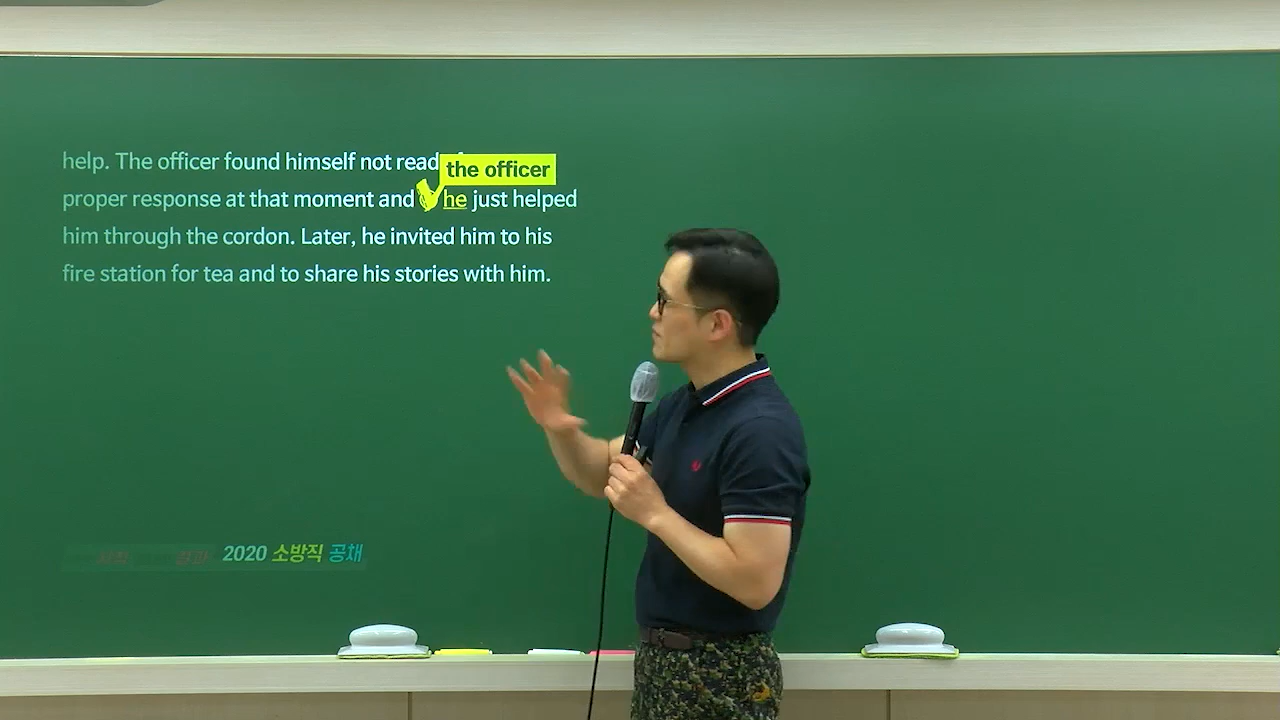 help. The officer found himself not read
the officer
proper response at that moment and he just helped
him through the cordon. Later, he invited him to his
fire station for tea and to share his stories with him.
2020 소방직 공채